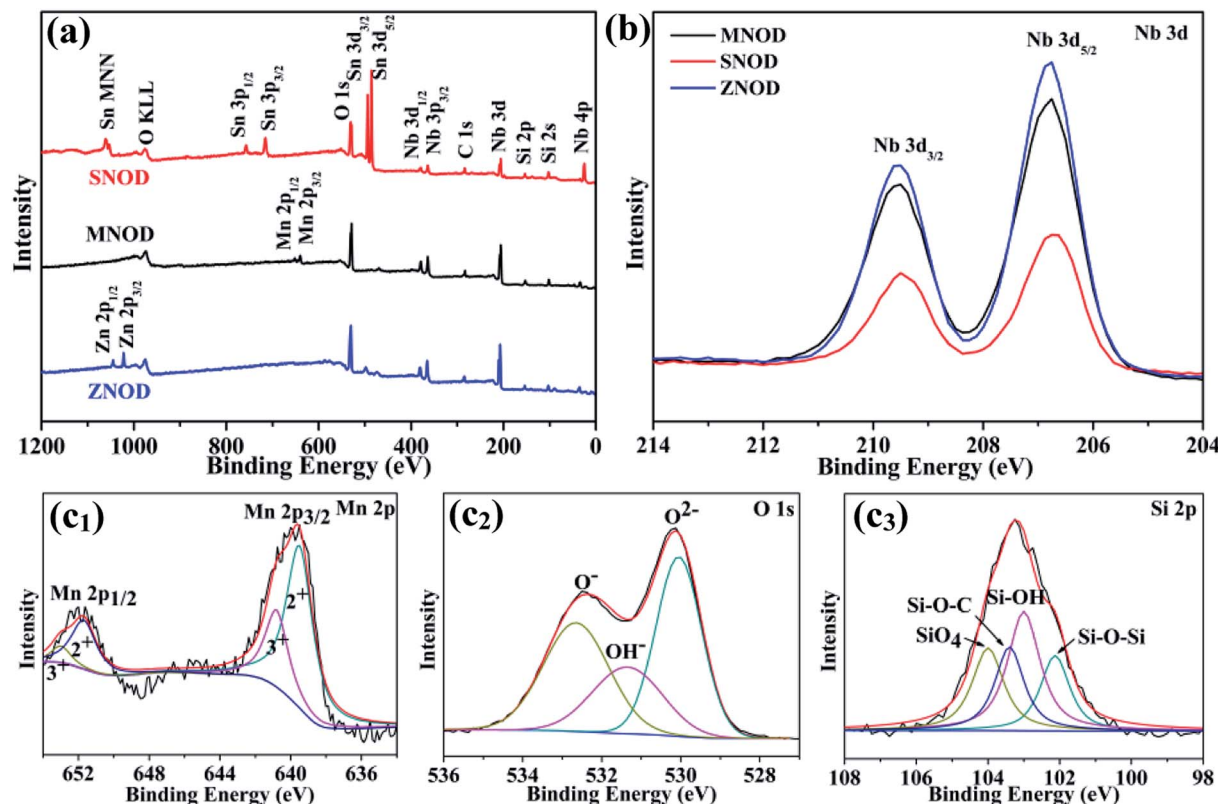 (a)
Sn MNN
O KLL
Sn 3p1/2
Sn 3p3/2
O 1s
Sn 3d3/2
Sn 3d5/2
Nb 3d1/2
Nb 3p3/2
C 1s
Nb 3d
Si 2p
Si 2s
Nb 4p
SNOD
Mn 2p1/2
Mn 2p3/2
MNOD
Zn 2p1/2
Zn 2p3/2
ZNOD
Intensity
1200 1000 800 600 400 200 0
Binding Energy (eV)
(b)
MNOD
SNOD
ZNOD
Nb 3d5/2
Nb 3d
Nb 3d3/2
Intensity
214 212 210 208 206 204
Binding Energy (eV)
(c1)
Mn 2p3/2 Mn 2p
Mn 2p1/2
2+
3+
2+
3+
Intensity
652 648 644 640 636
Binding Energy (eV)
(c2)
O2-
O 1s
O-
OH-
Intensity
536 534 532 530 528
Binding Energy (eV)
(c3)
Si 2p
Si-O-C
Si-OH
SiO4
Si-O-Si
Intensity
108 106 104 102 100 98
Binding Energy (eV)